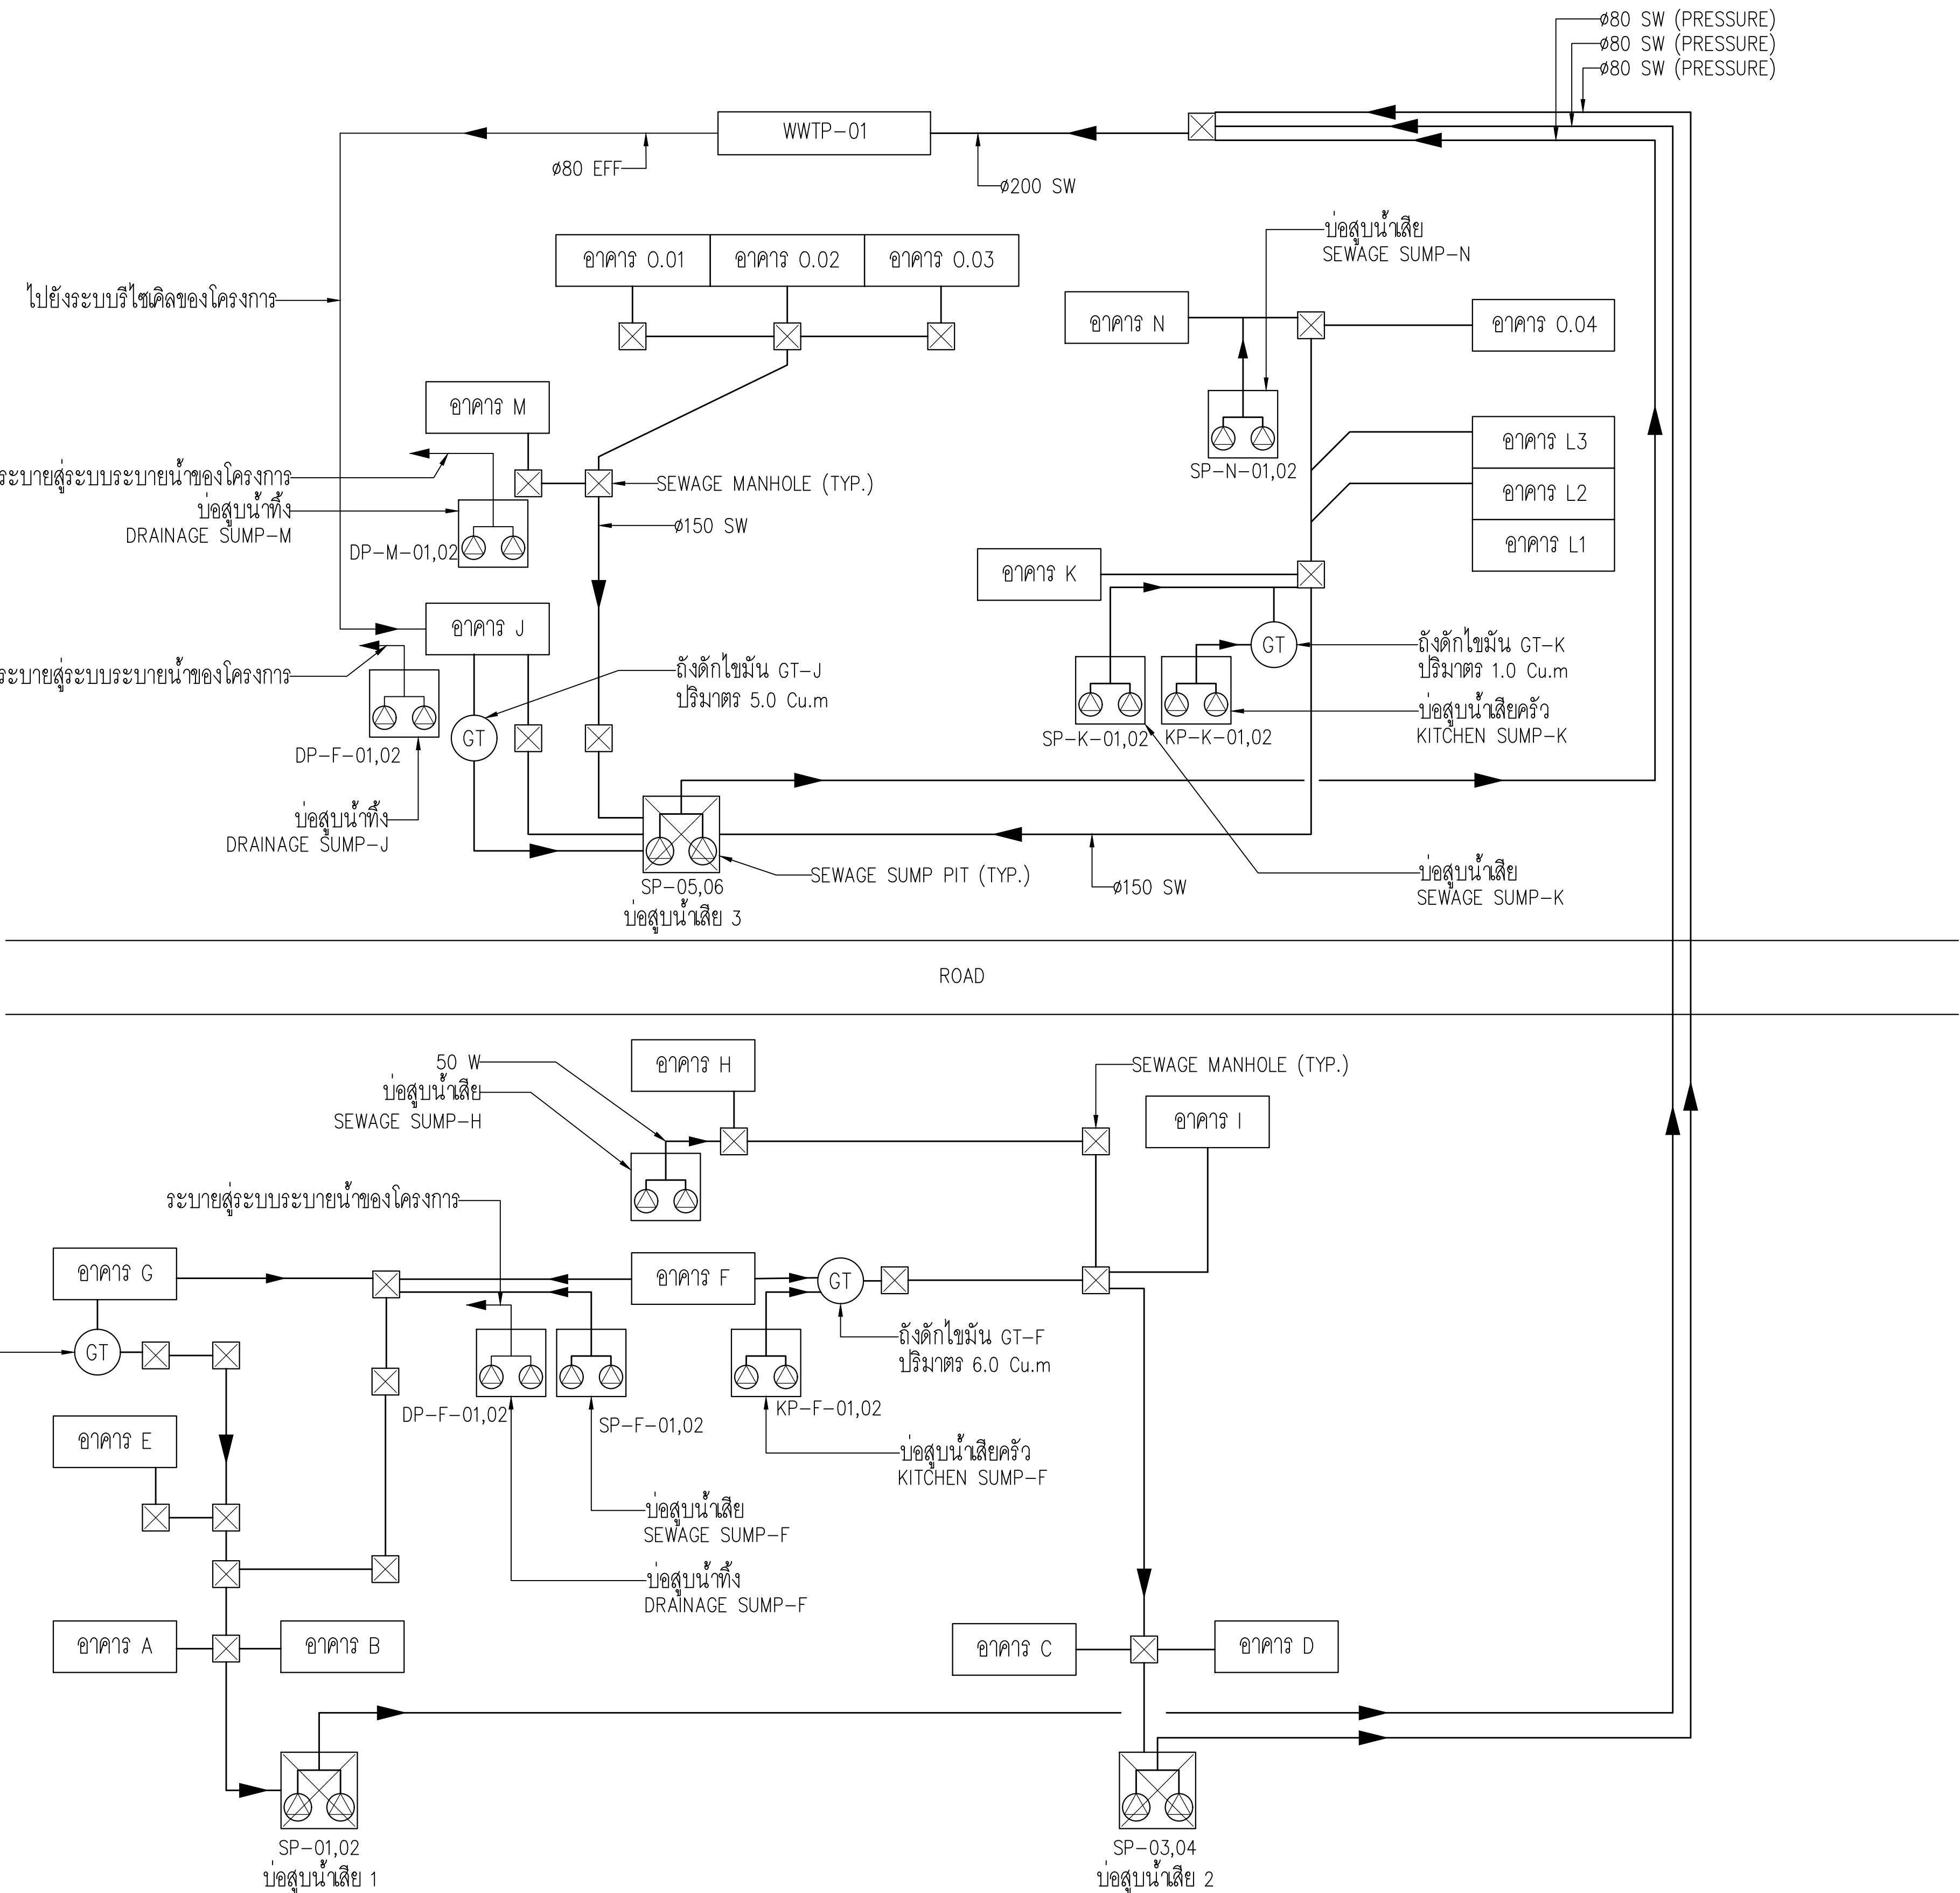 ø80 SW (PRESSURE)
ø80 SW (PRESSURE)
ø80 SW (PRESSURE)
WWTP-01
ø80 EFF
ø200 SW
บ่อสูบน้ำเสีย
SEWAGE SUMP-N
อาคาร O.01
อาคาร O.02
อาคาร O.03
ไปยังระบบรีไซเคิลของโครงการ
อาคาร N
อาคาร O.04
อาคาร M
อาคาร L3
SP-N-01,02
ระบายสู่ระบบระบายน้ำของโครงการ
SEWAGE MANHOLE (TYP.)
อาคาร L2
บ่อสูบน้ำทิ้ง
DRAINAGE SUMP-M
ø150 SW
DP-M-01,02
อาคาร L1
อาคาร K
อาคาร J
ถังดักไขมัน GT-J
ปริมาตร 5.0 Cu.m
GT
ถังดักไขมัน GT-K
ปริมาตร 1.0 Cu.m
ระบายสู่ระบบระบายน้ำของโครงการ
บ่อสูบน้ำเสียครัว
KITCHEN SUMP-K
GT
SP-K-01,02
KP-K-01,02
DP-F-01,02
บ่อสูบน้ำทิ้ง
DRAINAGE SUMP-J
SEWAGE SUMP PIT (TYP.)
ø150 SW
บ่อสูบน้ำเสีย
SEWAGE SUMP-K
SP-05,06
บ่อสูบน้ำเสีย 3
ROAD
50 W
บ่อสูบน้ำเสีย
SEWAGE SUMP-H
อาคาร H
SEWAGE MANHOLE (TYP.)
อาคาร I
ระบายสู่ระบบระบายน้ำของโครงการ
อาคาร G
อาคาร F
GT
ถังดักไขมัน GT-F
ปริมาตร 6.0 Cu.m
GT
DP-F-01,02
SP-F-01,02
KP-F-01,02
อาคาร E
บ่อสูบน้ำเสียครัว
KITCHEN SUMP-F
บ่อสูบน้ำเสีย
SEWAGE SUMP-F
บ่อสูบน้ำทิ้ง
DRAINAGE SUMP-F
อาคาร A
อาคาร B
อาคาร C
อาคาร D
SP-01,02
บ่อสูบน้ำเสีย 1
SP-03,04
บ่อสูบน้ำเสีย 2